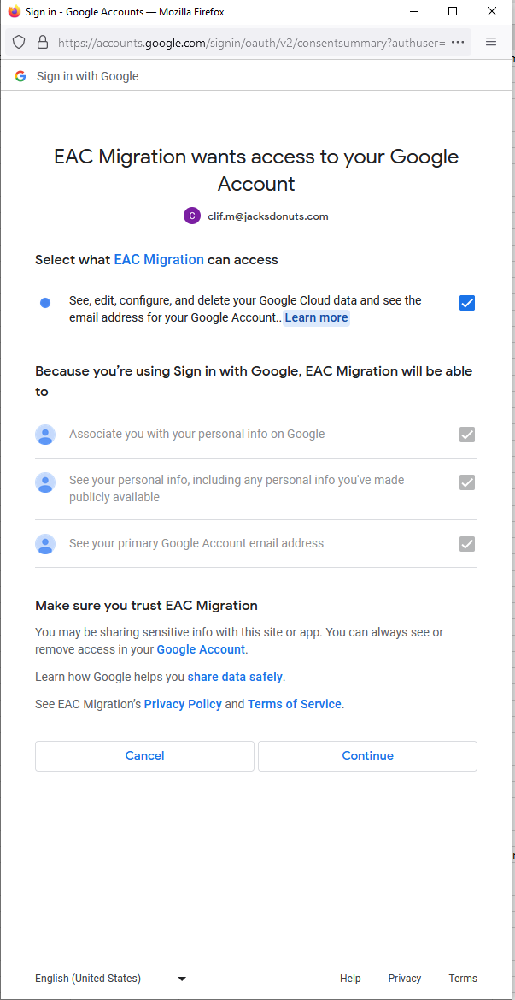 Sign in - Google Accounts — Mozilla Firefox
https://accounts.google.com/signin/oauth/v2/consentsummary?authuser=
Sign in with Google
EAC Migration wants access to your Google
Account
C clif.m@jacksdonuts.com
Select what EAC Migration can access
See, edit, configure, and delete your Google Cloud data and see the
email address for your Google Account.. Learn more
Because you’re using Sign in with Google, EAC Migration will be able
to
Associate you with your personal info on Google
See your personal info, including any personal info you've made
publicly available
See your primary Google Account email address
Make sure you trust EAC Migration
You may be sharing sensitive info with this site or app. You can always see or
remove access in your Google Account.
Learn how Google helps you share data safely.
See EAC Migration’s Privacy Policy and Terms of Service.
Cancel Continue
English (United States) Help Privacy Terms